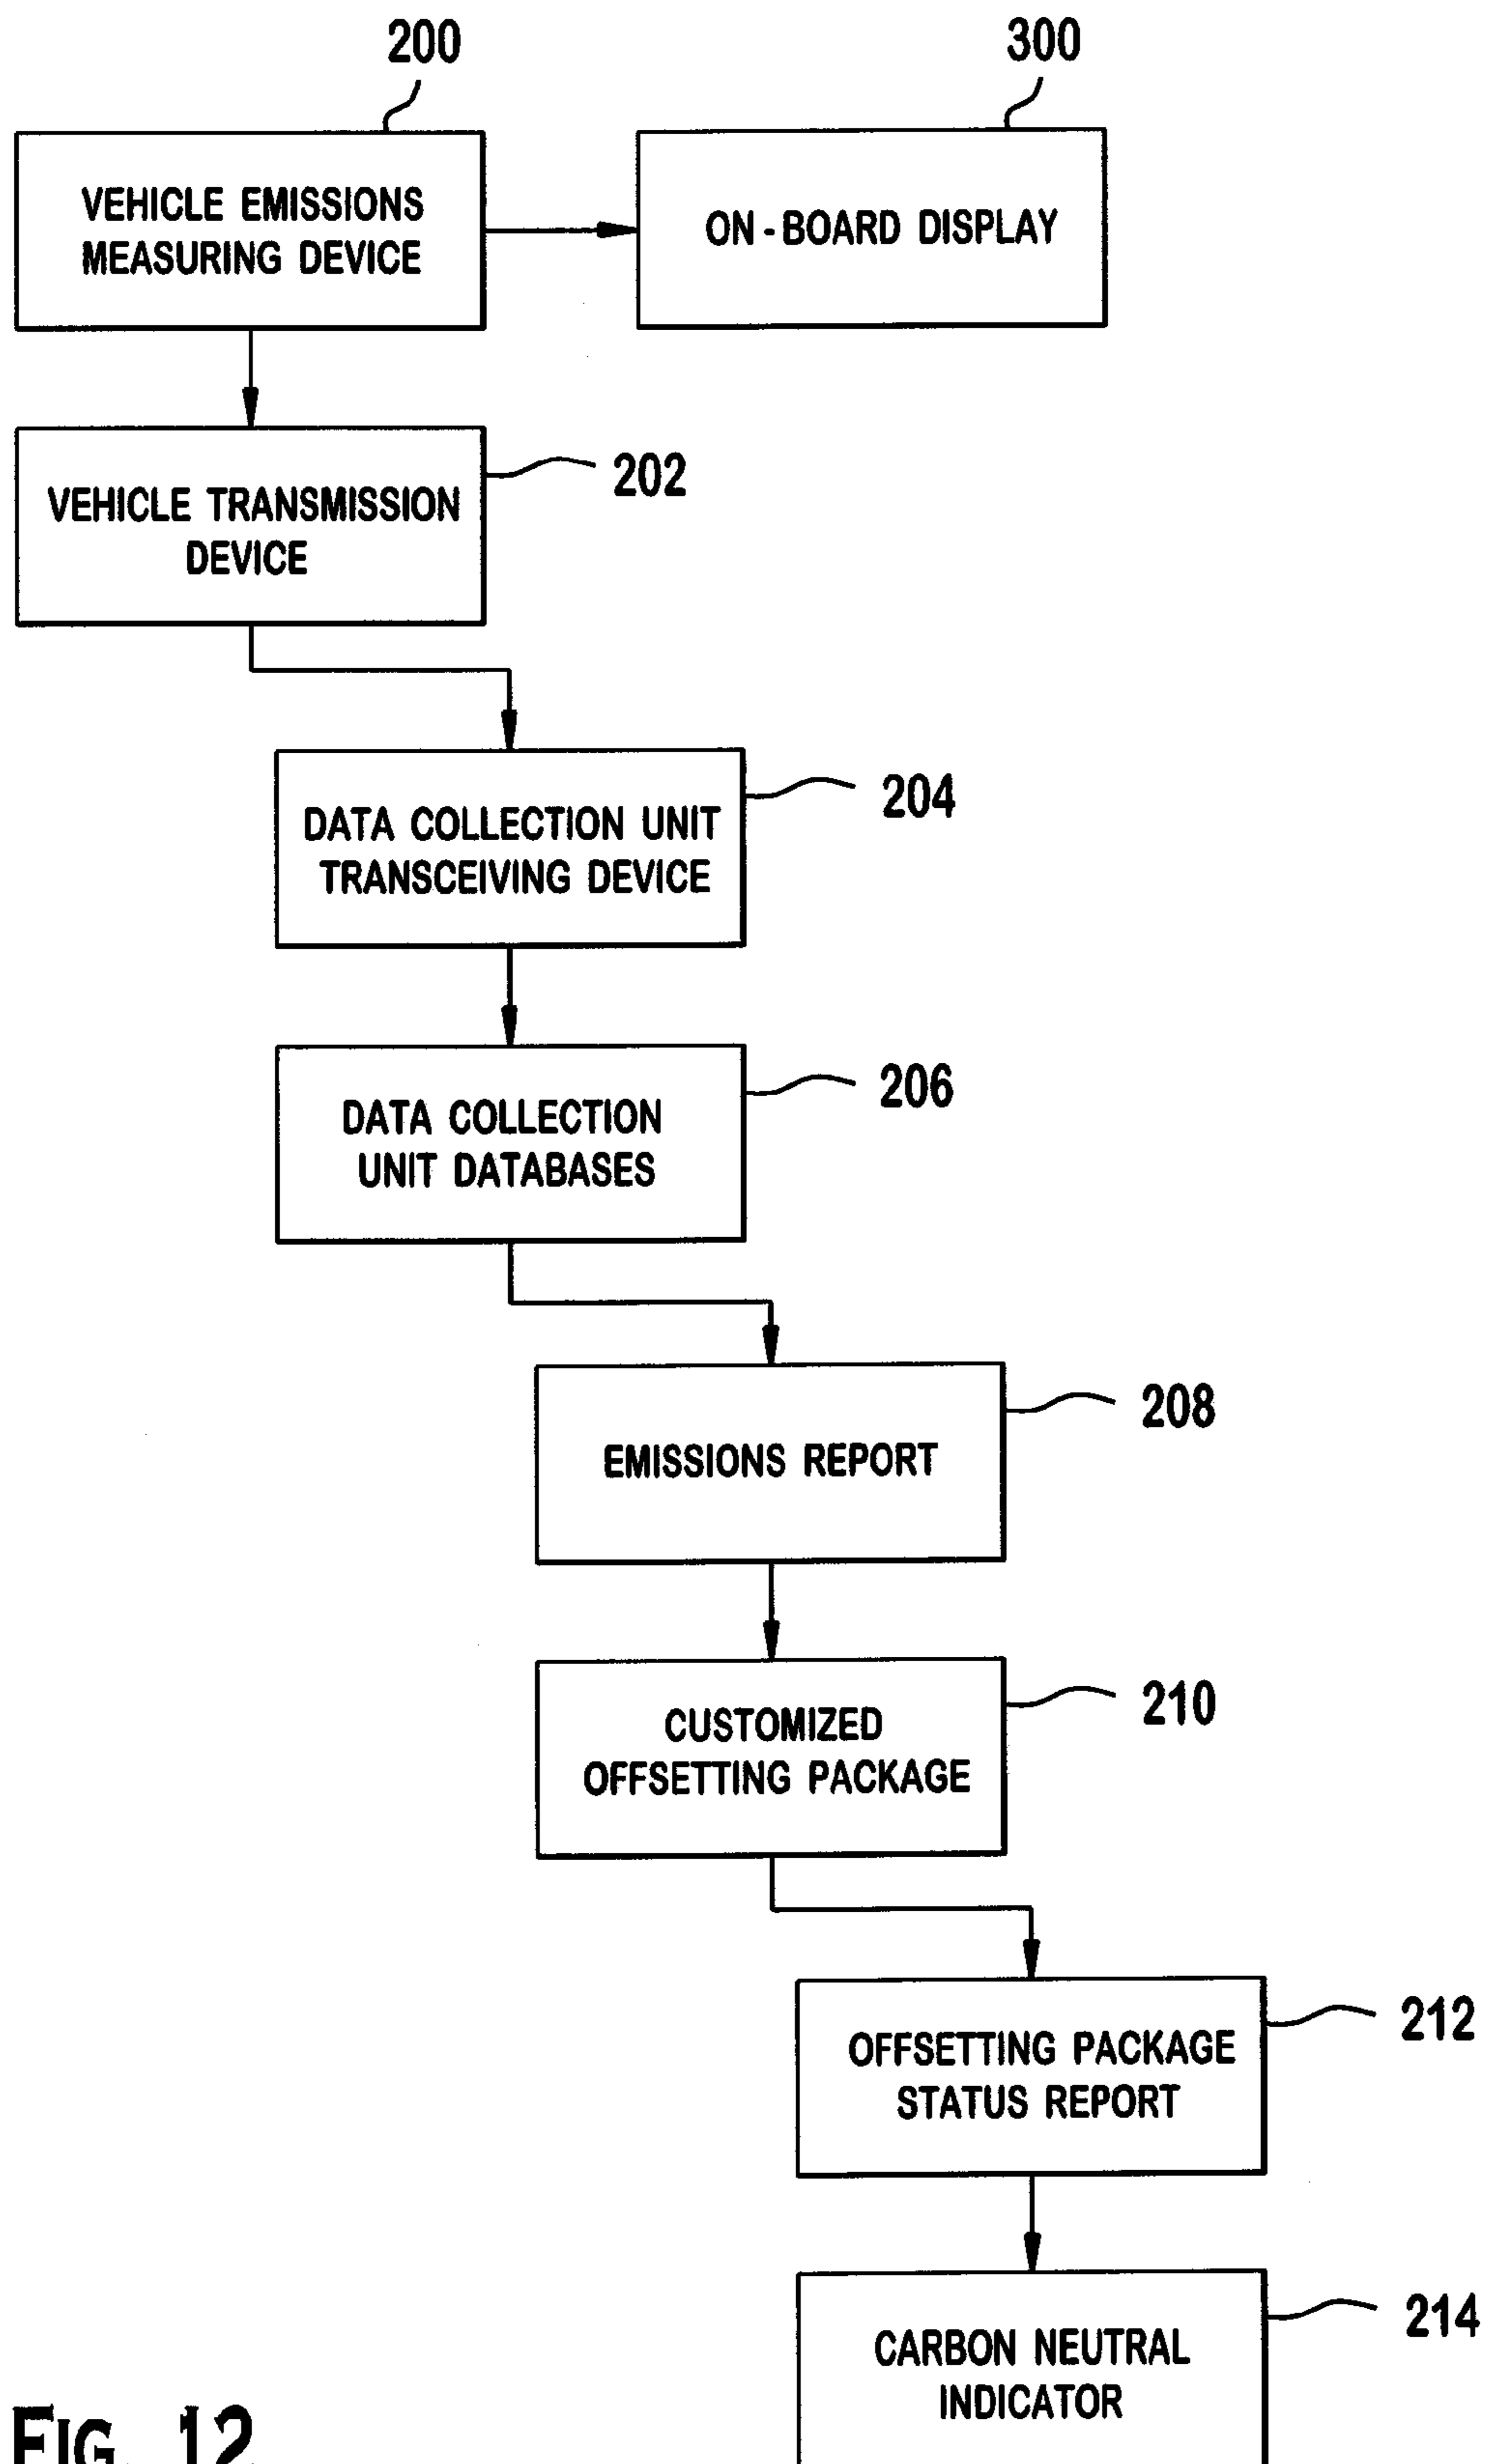 200
300
VEHICLE EMISSIONS
MEASURING DEVICE
ON-BOARD DISPLAY
202
VEHICLE TRANSMISSION
DEVICE
204
DATA COLLECTION UNIT
TRANSCEIVING DEVICE
206
DATA COLLECTION
UNIT DATABASES
208
EMISSIONS REPORT
210
CUSTOMIZED
OFFSETTING PACKAGE
212
OFFSETTING PACKAGE
STATUS REPORT
214
CARBON NEUTRAL
INDICATOR
FIG. 12